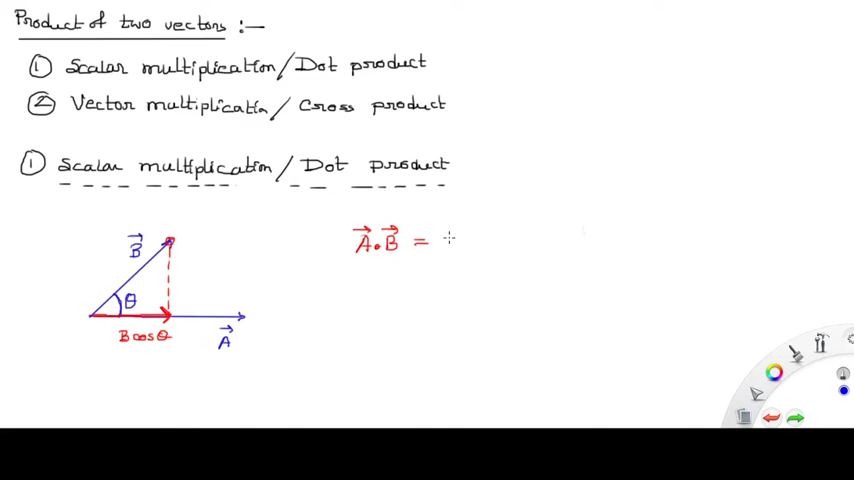 Product of two vectors :—
① Scalar multiplication / Dot product
② Vector multiplication / Cross product
① Scalar multiplication / Dot product
B⃗
θ
B cosθ
A⃗
A⃗ . B⃗ =